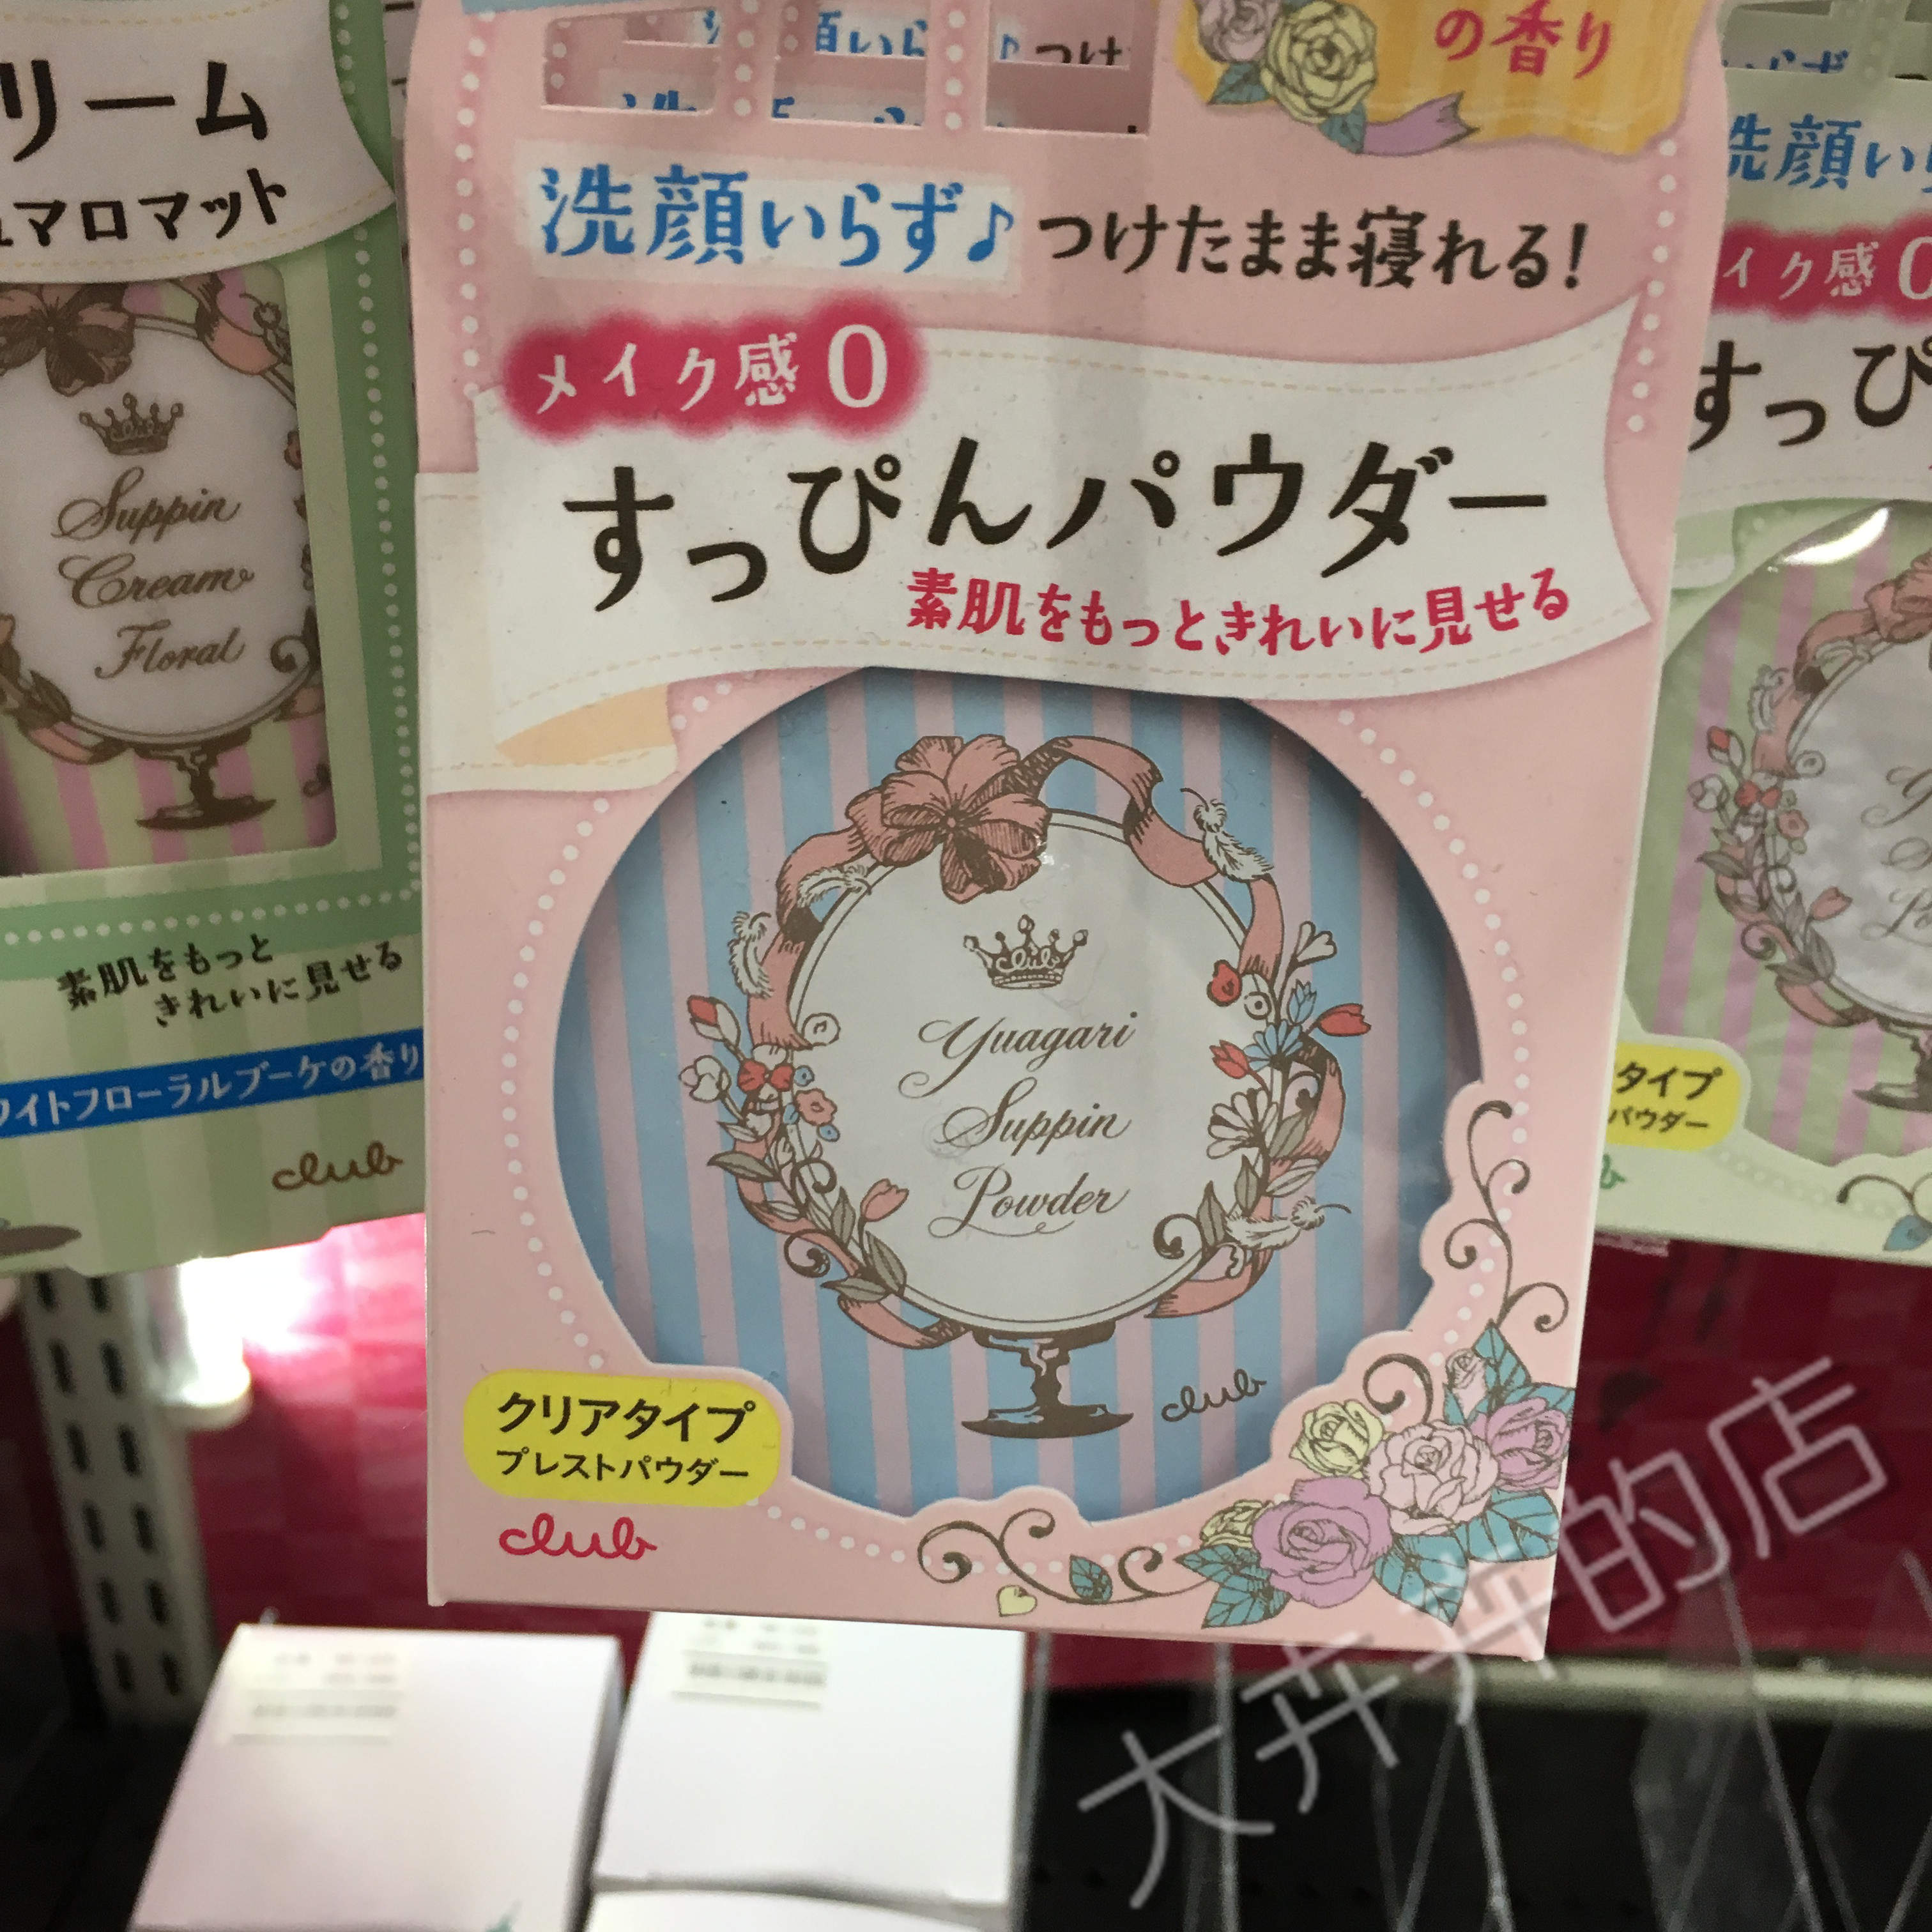 の香り
洗顔いらず♪つけたまま寝れる!
メイク感0
すっぴんパウダー
素肌をもっときれいに見せる
club
Yuagari
Suppin
Powder
club
クリアタイプ
プレストパウダー
club
リーム
マロマット
Suppin
Cream
Floral
素肌をもっと
きれいに見せる
ワイトフローラルブーケの香り
club
洗顔い
イク感0
すっぴ
タイプ
パウダー
大卉卉的店